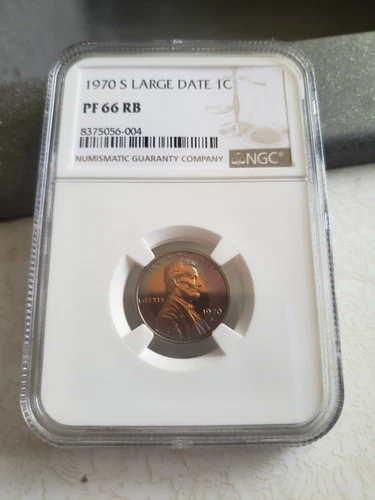 1970 S LARGE DATE 1C
PF 66 RB
8375056-004
NUMISMATIC GUARANTY COMPANY
NGC®
LIBERTY
1970